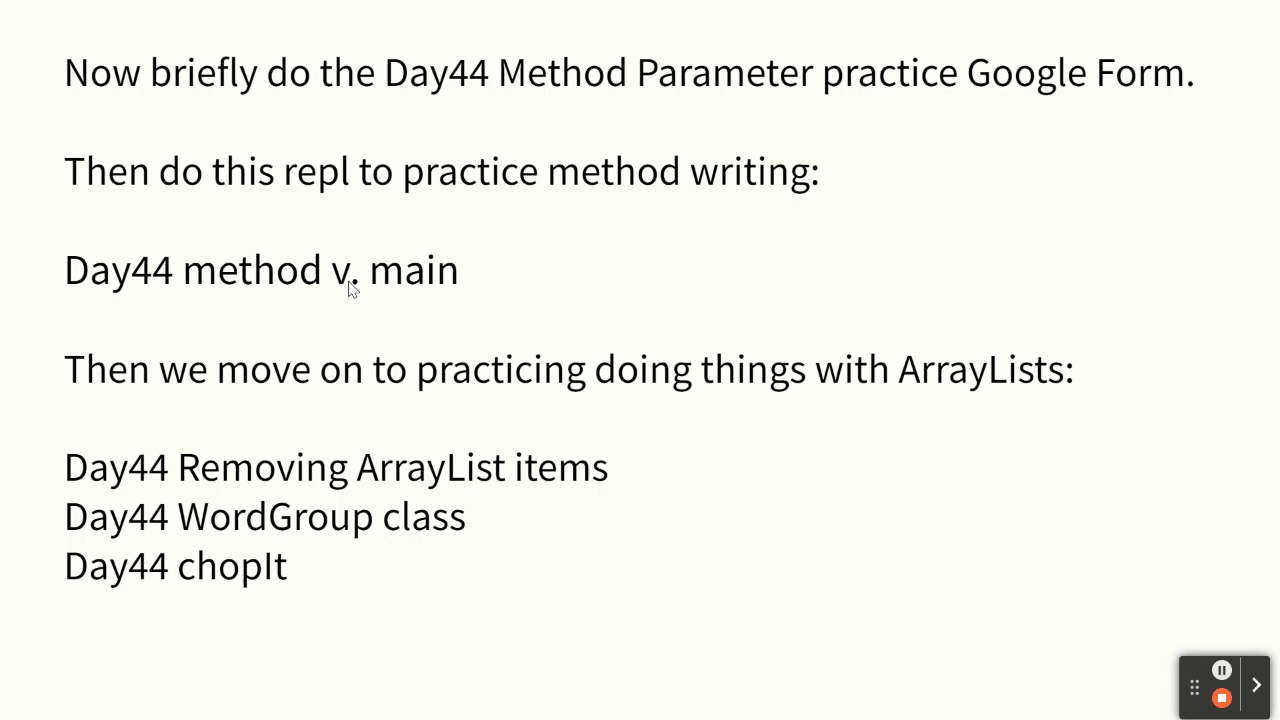 Now briefly do the Day44 Method Parameter practice Google Form.
Then do this repl to practice method writing:
Day44 method v. main
Then we move on to practicing doing things with ArrayLists:
Day44 Removing ArrayList items
Day44 WordGroup class
Day44 chopIt